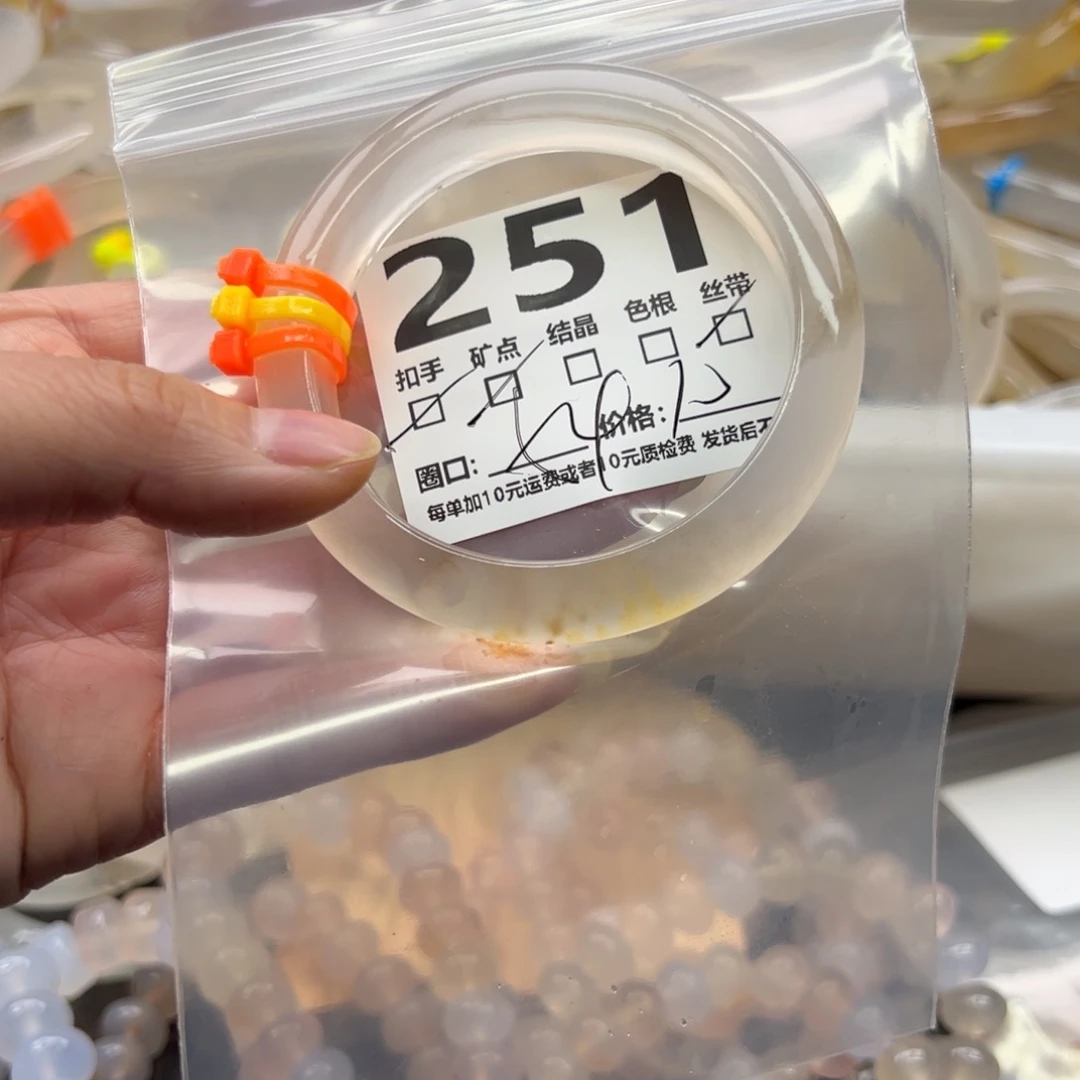 251
扣手 矿点 结晶 色根 丝带
圈口: 价格:
每单加10元运费或者10元质检费 发货后不